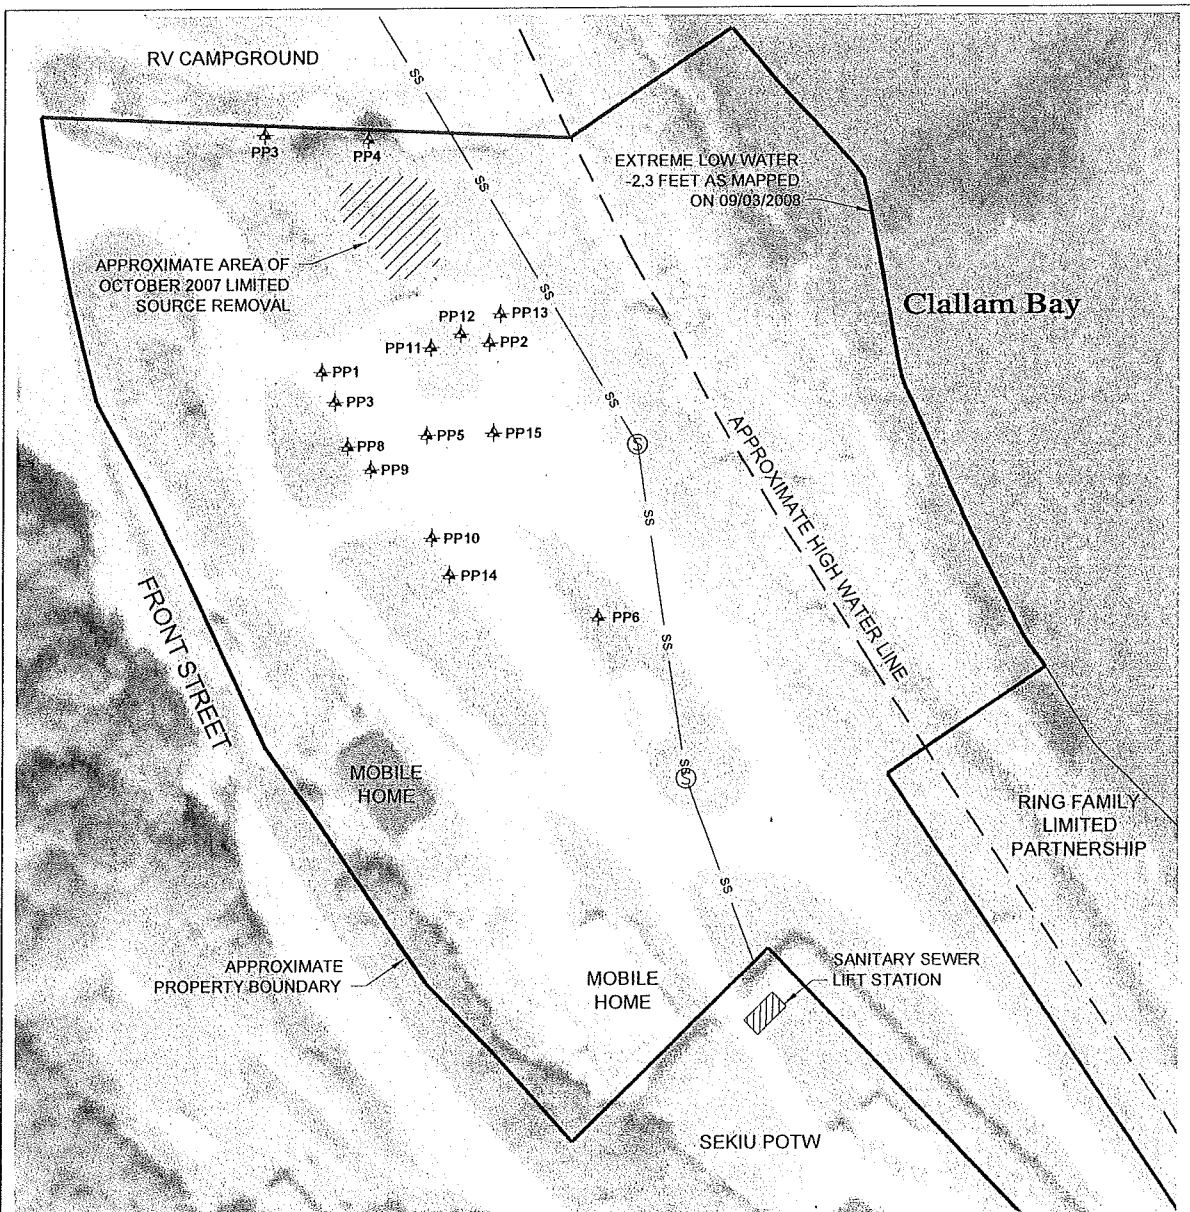 RV CAMPGROUND
SS
PP3
PP4
EXTREME LOW WATER
-2.3 FEET AS MAPPED
ON 09/03/2008
SS
APPROXIMATE AREA OF
OCTOBER 2007 LIMITED
SOURCE REMOVAL
SS
Clallam Bay
PP12
PP13
PP11
PP2
PP1
PP3
SS
PP8
PP5
PP15
PP9
S
APPROXIMATE HIGH WATER LINE
SS
PP10
PP14
PP6
SS
FRONT STREET
MOBILE
HOME
SS
S
RING FAMILY
LIMITED
PARTNERSHIP
SS
APPROXIMATE
PROPERTY BOUNDARY
MOBILE
HOME
SANITARY SEWER
LIFT STATION
SEKIU POTW